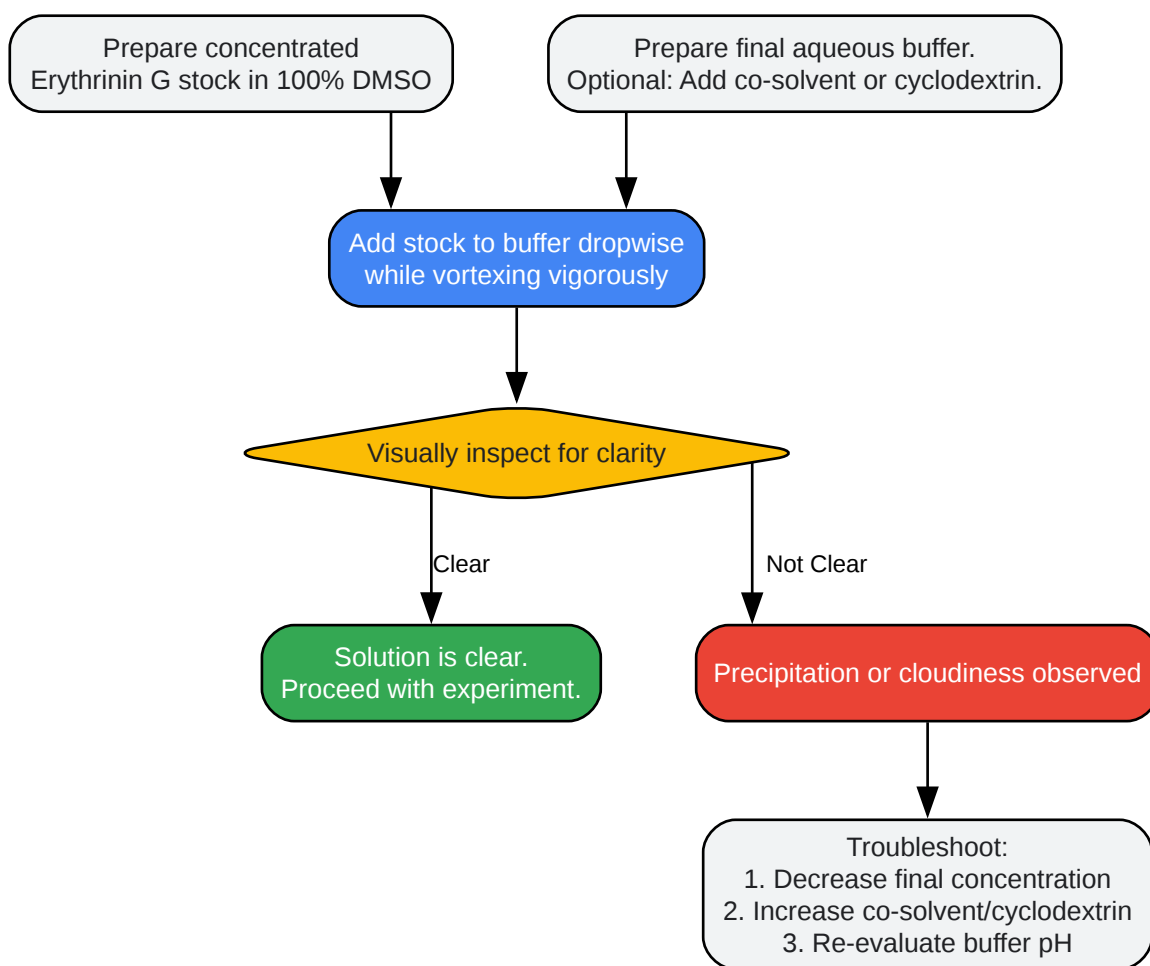 Prepare concentrated
Erythrinin G stock in 100% DMSO
Prepare final aqueous buffer.
Optional: Add co-solvent or cyclodextrin.
Add stock to buffer dropwise
while vortexing vigorously
Visually inspect for clarity
Clear
Not Clear
Solution is clear.
Proceed with experiment.
Precipitation or cloudiness observed
Troubleshoot:
1. Decrease final concentration
2. Increase co-solvent/cyclodextrin
3. Re-evaluate buffer pH